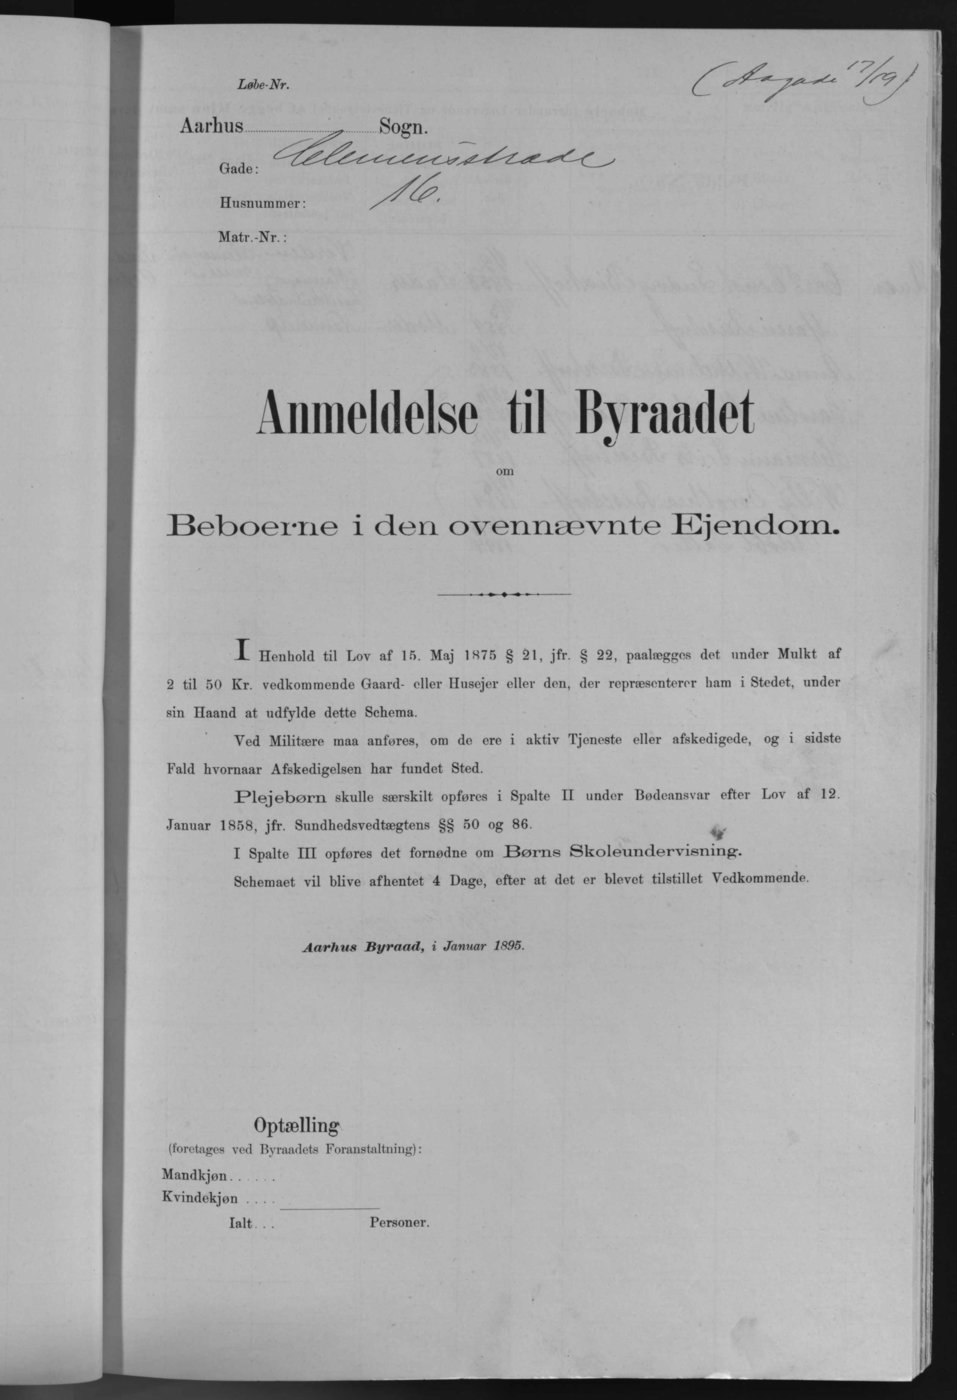 (Aagade 17/19)
Løbe-Nr.
Aarhus Sogn.
Gade: Clemensstræde
Husnummer: 16.
Matr.-Nr.:
Anmeldelse til Byraadet
om
Beboerne i den ovennævnte Ejendom.
I Henhold til Lov af 15. Maj 1875 § 21, jfr. § 22, paalægges det under Mulkt af
2 til 50 Kr. vedkommende Gaard- eller Husejer eller den, der repræsenterer ham i Stedet, under
sin Haand at udfylde dette Schema.
Ved Militære maa anføres, om de ere i aktiv Tjeneste eller afskedigede, og i sidste
Fald hvornaar Afskedigelsen har fundet Sted.
Plejebørn skulle særskilt opføres i Spalte II under Bødeansvar efter Lov af 12.
Januar 1858, jfr. Sundhedsvedtægtens §§ 50 og 86.
I Spalte III opføres det fornødne om Børns Skoleundervisning.
Schemaet vil blive afhentet 4 Dage, efter at det er blevet tilstillet Vedkommende.
Aarhus Byraad, i Januar 1895.
Optælling
(foretages ved Byraadets Foranstaltning):
Mandkjøn......
Kvindekjøn....
Ialt... Personer.